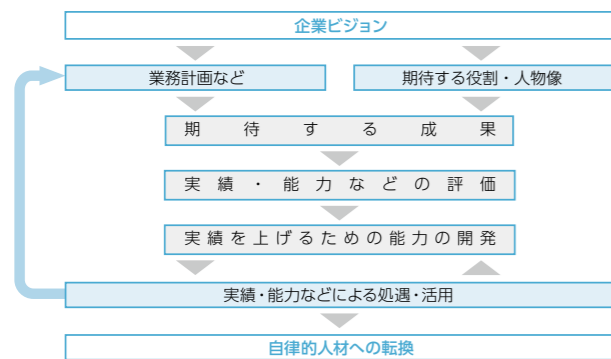 企業ビジョン
業務計画など
期待する役割・人物像
期待する成果
実績・能力などの評価
実績を上げるための能力の開発
実績・能力などによる処遇・活用
自律的人材への転換